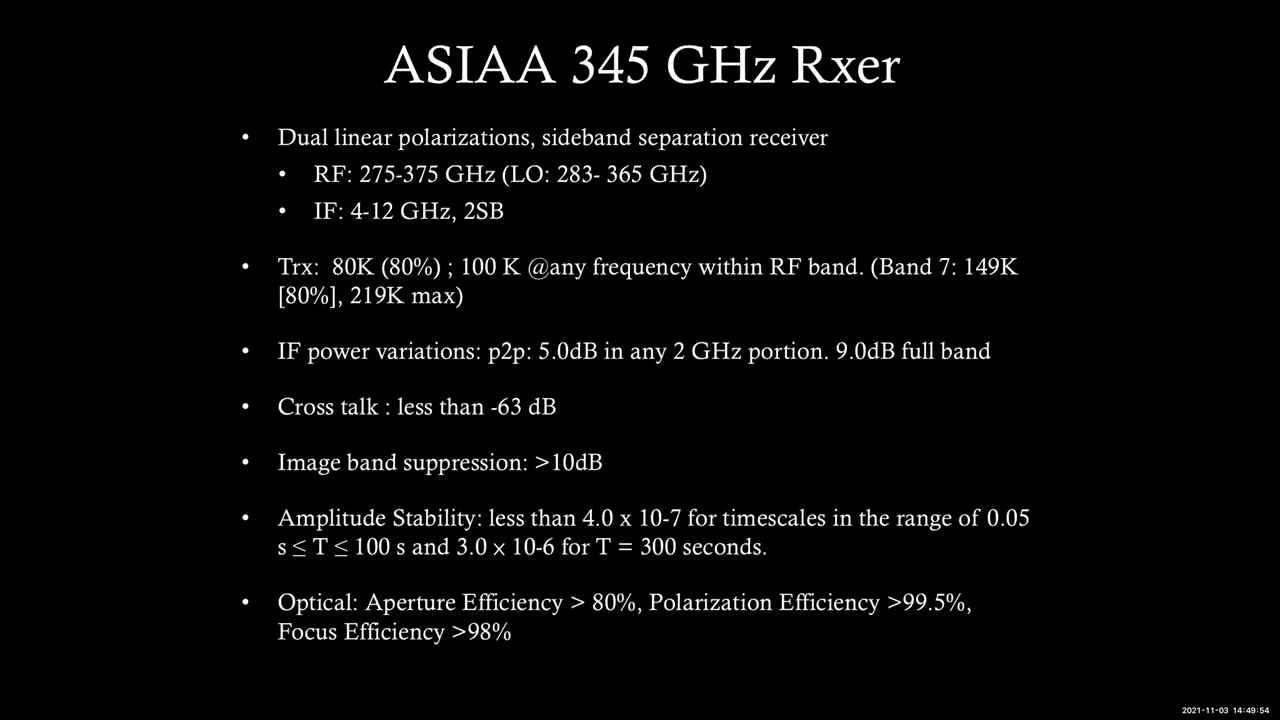 ASIAA 345 GHz Rxer
• Dual linear polarizations, sideband separation receiver
• RF: 275-375 GHz (LO: 283- 365 GHz)
• IF: 4-12 GHz, 2SB
• Trx: 80K (80%) ; 100 K @any frequency within RF band. (Band 7: 149K
[80%], 219K max)
• IF power variations: p2p: 5.0dB in any 2 GHz portion. 9.0dB full band
• Cross talk : less than -63 dB
• Image band suppression: >10dB
• Amplitude Stability: less than 4.0 x 10-7 for timescales in the range of 0.05
s ≤ T ≤ 100 s and 3.0 x 10-6 for T = 300 seconds.
• Optical: Aperture Efficiency > 80%, Polarization Efficiency >99.5%,
Focus Efficiency >98%
2021-11-03 14:49:54